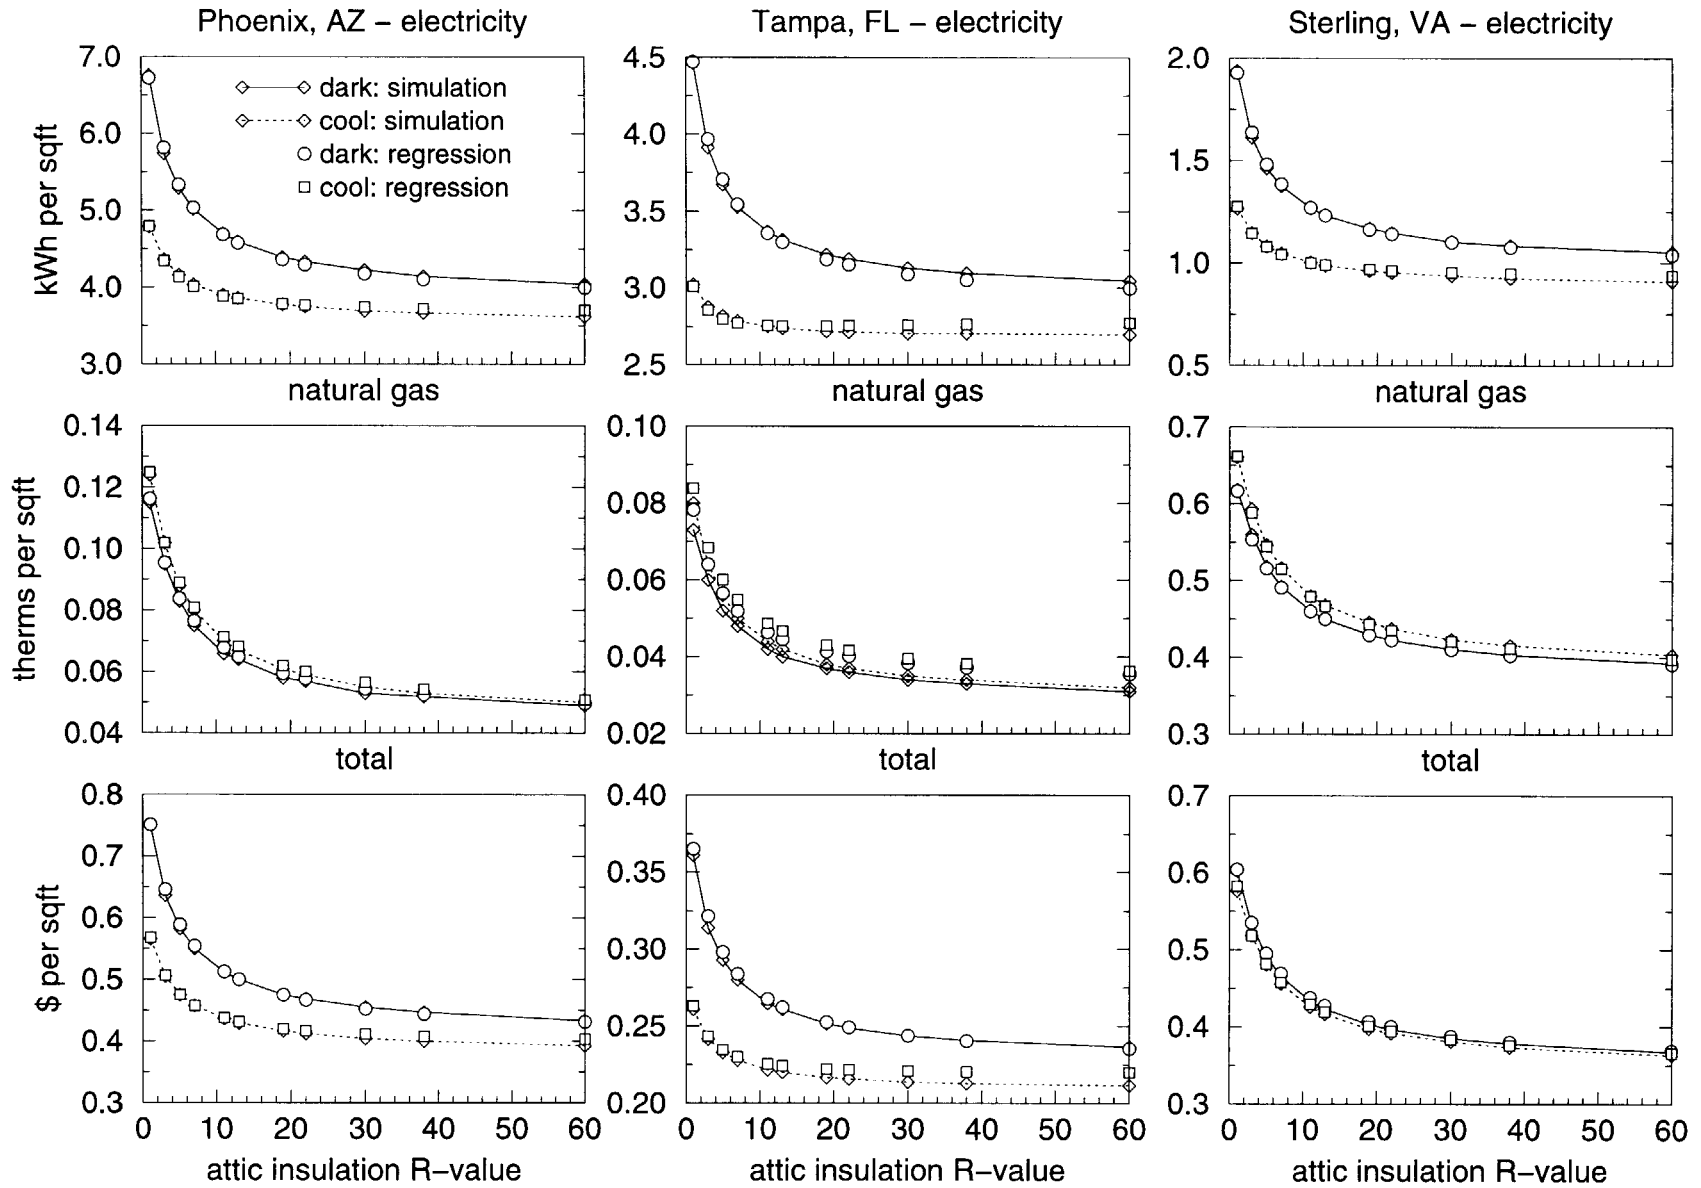 Phoenix, AZ – electricity
Tampa, FL – electricity
Sterling, VA – electricity
kWh per sqft
7.0
6.0
5.0
4.0
3.0
dark: simulation
cool: simulation
dark: regression
cool: regression
4.5
4.0
3.5
3.0
2.5
2.0
1.5
1.0
0.5
natural gas
natural gas
natural gas
therms per sqft
0.14
0.12
0.10
0.08
0.06
0.04
0.10
0.08
0.06
0.04
0.02
0.7
0.6
0.5
0.4
0.3
total
total
total
$ per sqft
0.8
0.7
0.6
0.5
0.4
0.3
0.40
0.35
0.30
0.25
0.20
0.7
0.6
0.5
0.4
0.3
0 10 20 30 40 50 60
0 10 20 30 40 50 60
0 10 20 30 40 50 60
attic insulation R–value
attic insulation R–value
attic insulation R–value